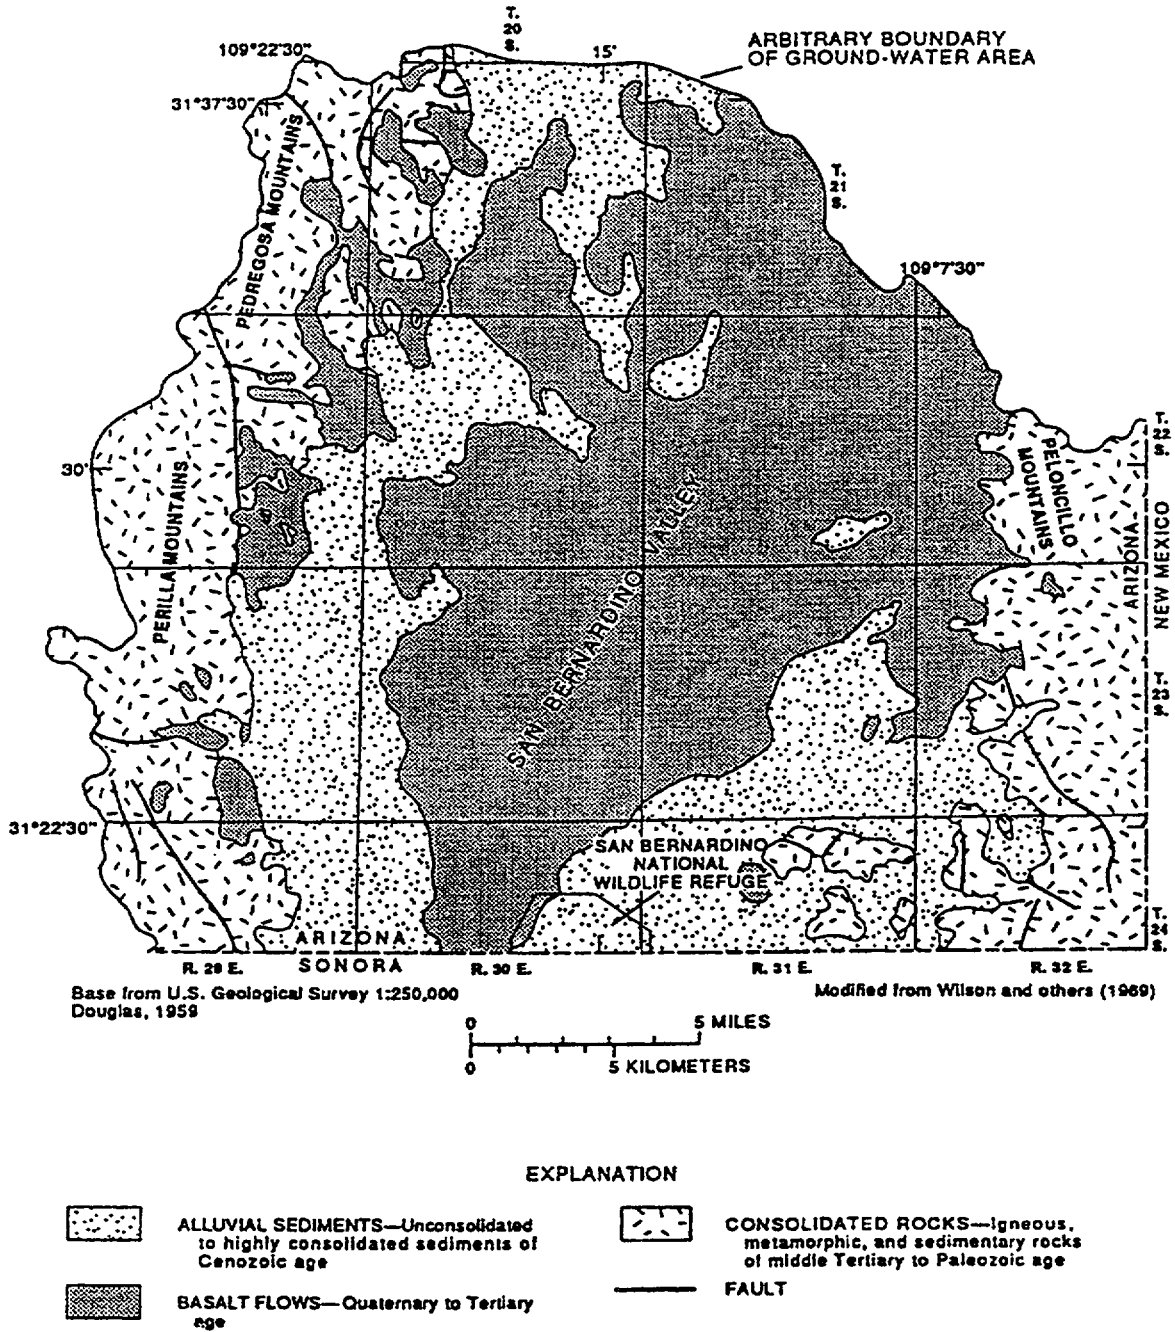 T.
20
S.
109°22'30"
15'
ARBITRARY BOUNDARY
OF GROUND-WATER AREA
31°37'30"
PEDREGOSA MOUNTAINS
T.
21
S.
109°7'30"
T.
22
S.
30'
PERILLA MOUNTAINS
PELONCILLO
MOUNTAINS
ARIZONA
NEW MEXICO
SAN BERNARDINO VALLEY
T.
23
S.
31°22'30"
SAN BERNARDINO
NATIONAL
WILDLIFE REFUGE
T.
24
S.
ARIZONA
SONORA
R. 29 E.
R. 30 E.
R. 31 E.
R. 32 E.
Base from U.S. Geological Survey 1:250,000
Douglas, 1959
Modified from Wilson and others (1969)
0 5 MILES
0 5 KILOMETERS
EXPLANATION
ALLUVIAL SEDIMENTS—Unconsolidated
to highly consolidated sediments of
Cenozoic age
BASALT FLOWS—Quaternary to Tertiary
age
CONSOLIDATED ROCKS—Igneous,
metamorphic, and sedimentary rocks
of middle Tertiary to Paleozoic age
FAULT